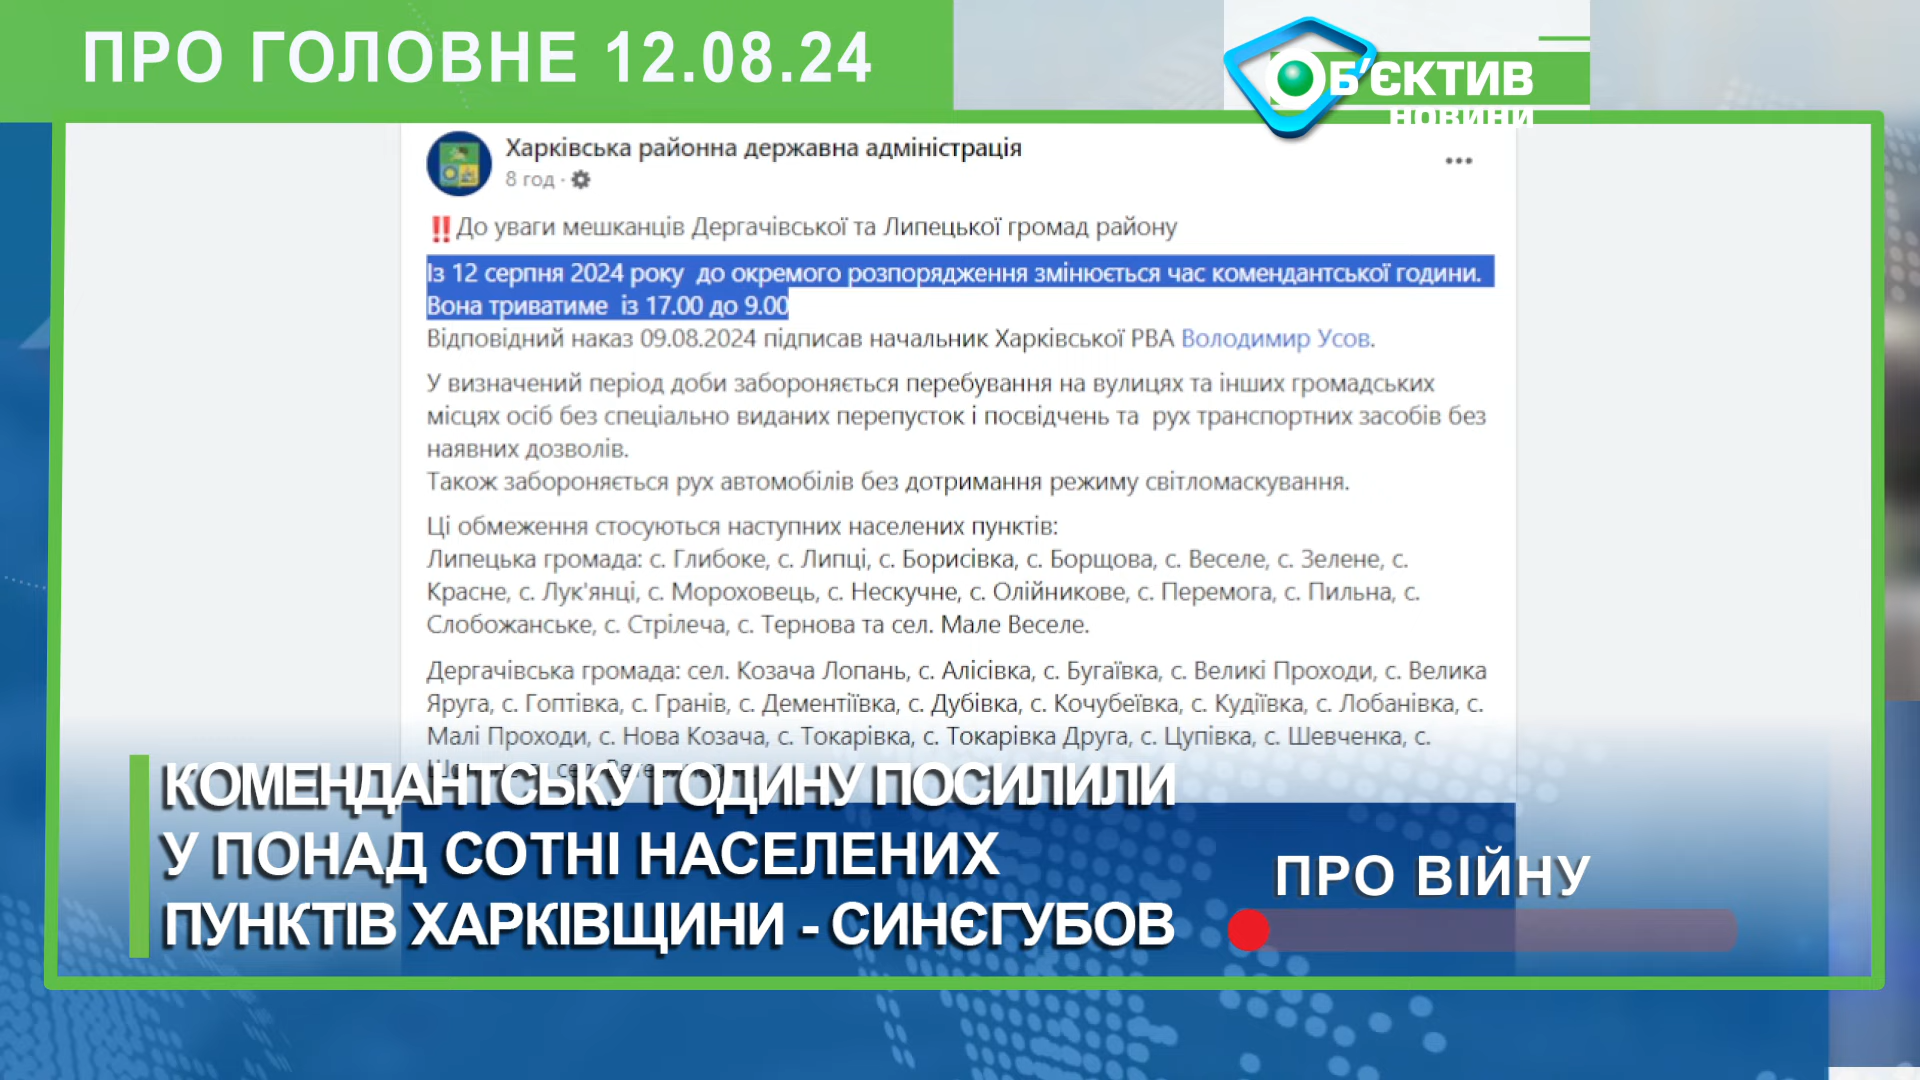 ПРО ГОЛОВНЕ 12.08.24
ОБ'ЄКТИВ
НОВИНИ
Харківська районна державна адміністрація
8 год ·
‼До уваги мешканців Дергачівської та Липецької громад району
Із 12 серпня 2024 року до окремого розпорядження змінюється час комендантської години.
Вона триватиме із 17.00 до 9.00
Відповідний наказ 09.08.2024 підписав начальник Харківської РВА Володимир Усов.
У визначений період доби забороняється перебування на вулицях та інших громадських
місцях осіб без спеціально виданих перепусток і посвідчень та рух транспортних засобів без
наявних дозволів.
Також забороняється рух автомобілів без дотримання режиму світломаскування.
Ці обмеження стосуються наступних населених пунктів:
Липецька громада: с. Глибоке, с. Липці, с. Борисівка, с. Борщова, с. Веселе, с. Зелене, с.
Красне, с. Лук'янці, с. Мороховець, с. Нескучне, с. Олійникове, с. Перемога, с. Пильна, с.
Слобожанське, с. Стрілеча, с. Тернова та сел. Мале Веселе.
Дергачівська громада: сел. Козача Лопань, с. Алісівка, с. Бугаївка, с. Великі Проходи, с. Велика
Яруга, с. Гоптівка, с. Гранів, с. Дементіївка, с. Дубівка, с. Кочубеївка, с. Кудіївка, с. Лобанівка, с.
Малі Проходи, с. Нова Козача, с. Токарівка, с. Токарівка Друга, с. Цупівка, с. Шевченка, с.
КОМЕНДАНТСЬКУ ГОДИНУ ПОСИЛИЛИ
У ПОНАД СОТНІ НАСЕЛЕНИХ
ПУНКТІВ ХАРКІВЩИНИ - СИНЄГУБОВ
ПРО ВІЙНУ